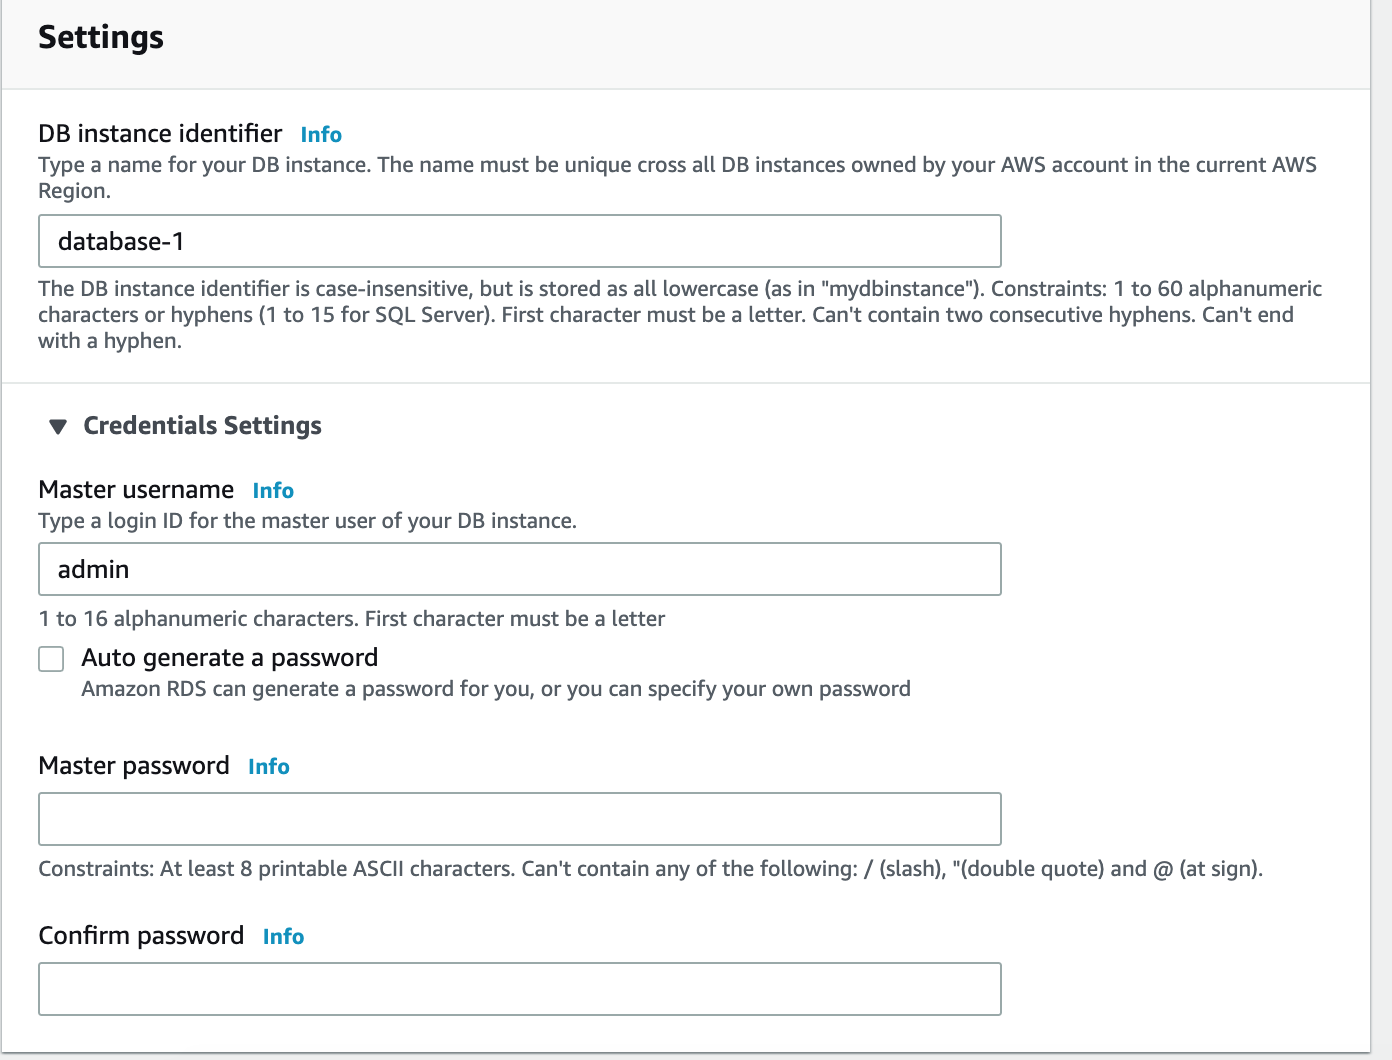 Settings
DB instance identifier Info
Type a name for your DB instance. The name must be unique cross all DB instances owned by your AWS account in the current AWS
Region.
database-1
The DB instance identifier is case-insensitive, but is stored as all lowercase (as in "mydbinstance"). Constraints: 1 to 60 alphanumeric
characters or hyphens (1 to 15 for SQL Server). First character must be a letter. Can't contain two consecutive hyphens. Can't end
with a hyphen.
Credentials Settings
Master username Info
Type a login ID for the master user of your DB instance.
admin
1 to 16 alphanumeric characters. First character must be a letter
Auto generate a password
Amazon RDS can generate a password for you, or you can specify your own password
Master password Info
Constraints: At least 8 printable ASCII characters. Can't contain any of the following: / (slash), "(double quote) and @ (at sign).
Confirm password Info